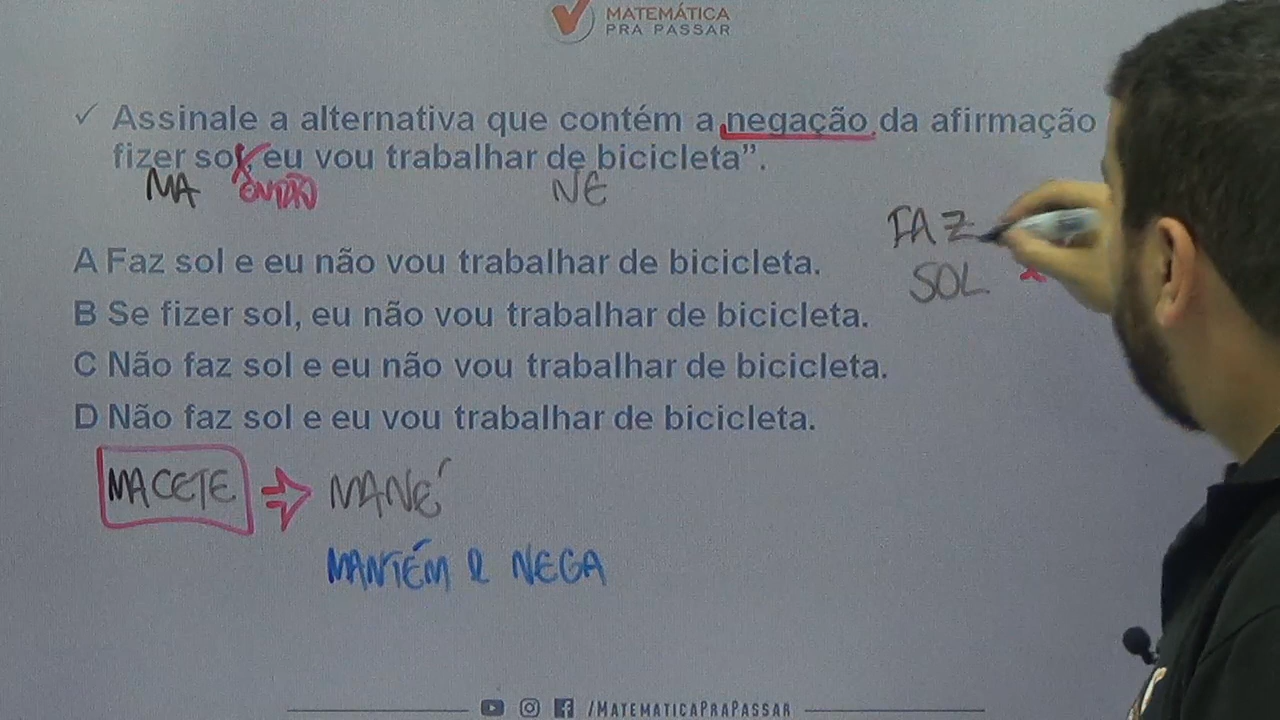 MATEMÁTICA
PRA PASSAR
✓ Assinale a alternativa que contém a negação da afirmação
fizer sol, eu vou trabalhar de bicicleta”.
MA ENTÃO NE
FAZ
SOL
A Faz sol e eu não vou trabalhar de bicicleta.
B Se fizer sol, eu não vou trabalhar de bicicleta.
C Não faz sol e eu não vou trabalhar de bicicleta.
D Não faz sol e eu vou trabalhar de bicicleta.
MACETE ⇒ MANÉ
MANTÉM e NEGA
/MATEMATICAPRAPASSAR